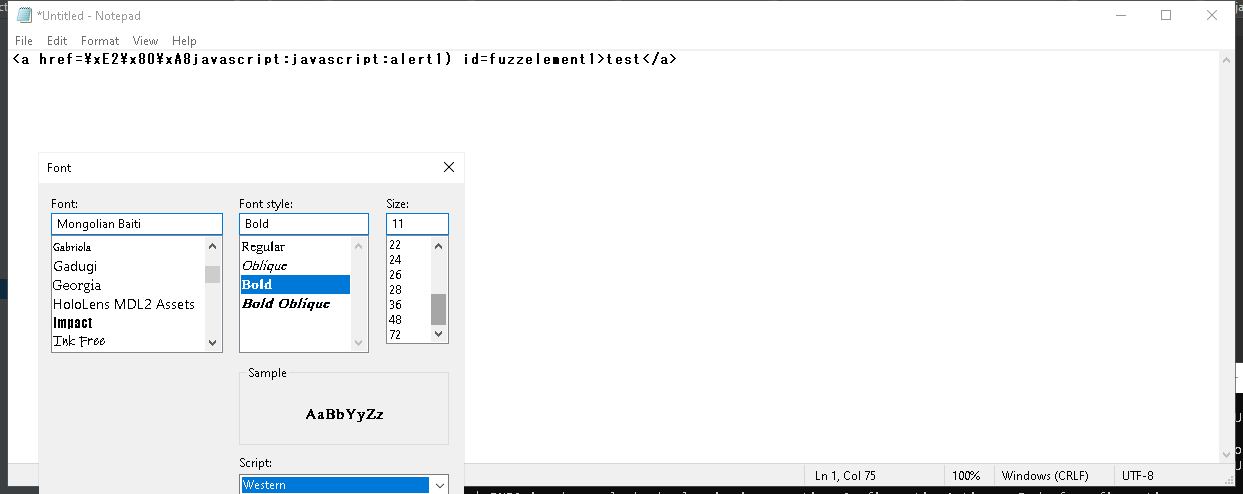 *Untitled - Notepad
File Edit Format View Help
<a href=¥xE2¥x80¥xA8javascript:javascript:alert1) id=fuzzelement1>test</a>
Font
Font: Font style: Size:
Mongolian Baiti Bold 11
Gabriola Regular 22
Gadugi Oblique 24
Georgia Bold 26
HoloLens MDL2 Assets Bold Oblique 28
Impact 36
Ink Free 48
72
Sample
AaBbYyZz
Script:
Western
Ln 1, Col 75 100% Windows (CRLF) UTF-8